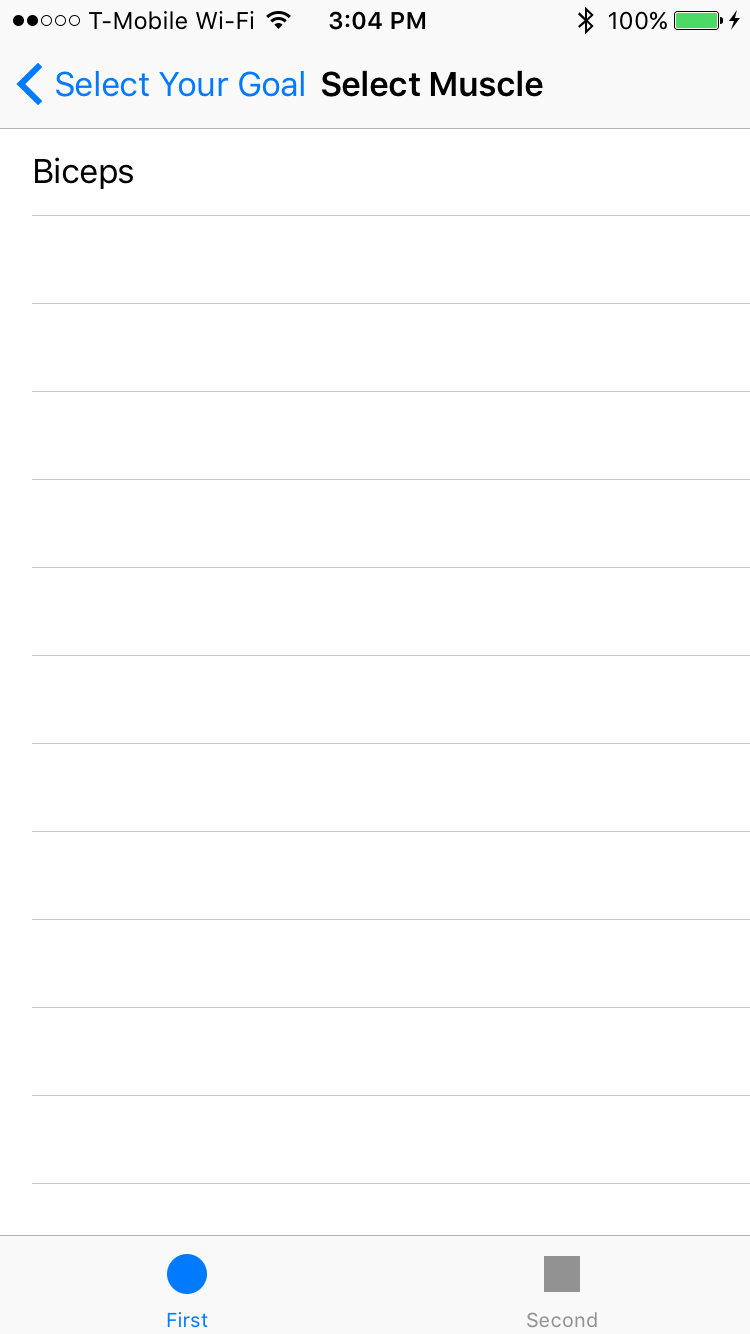 T-Mobile Wi-Fi 3:04 PM 100%
Select Your Goal Select Muscle
Biceps
First Second